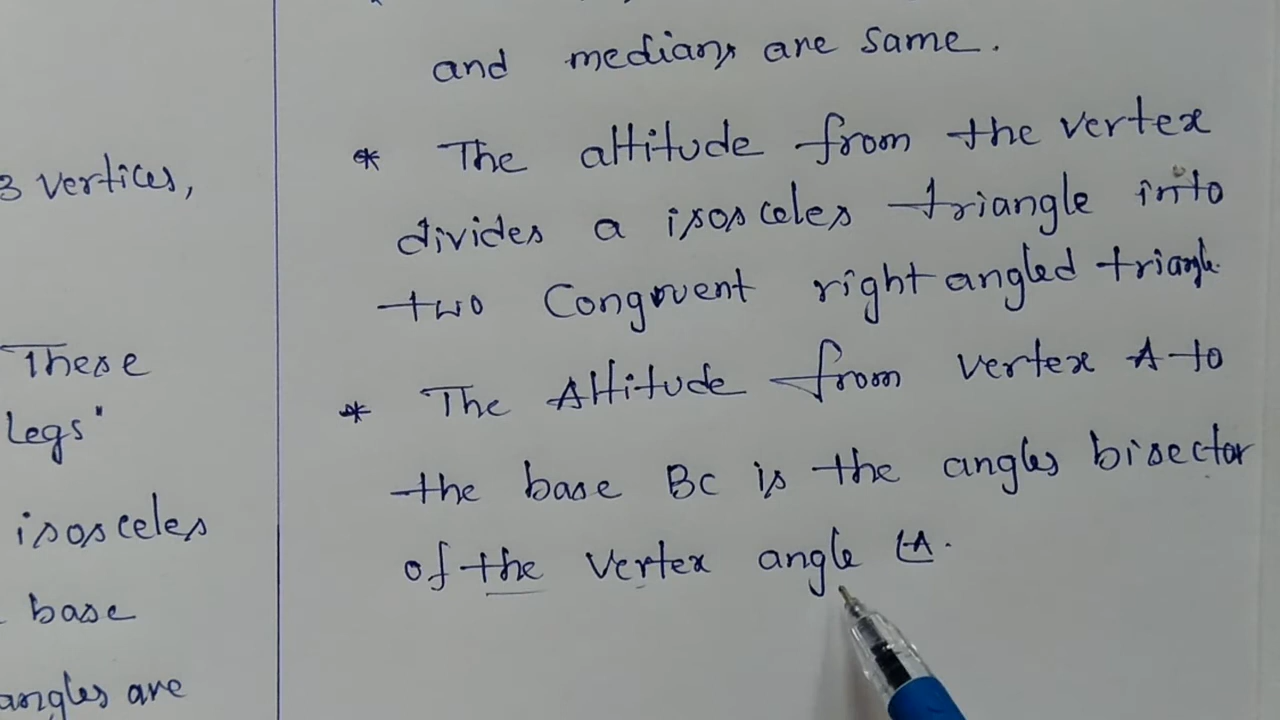 3 vertices,
These
Legs"
isosceles
base
angles are
and medians are same.
* The altitude from the vertex
divides a isosceles triangle into
two Congruent right angled triangle.
* The Altitude from vertex A to
the base BC is the angles bisector
of the vertex angle ∠A.